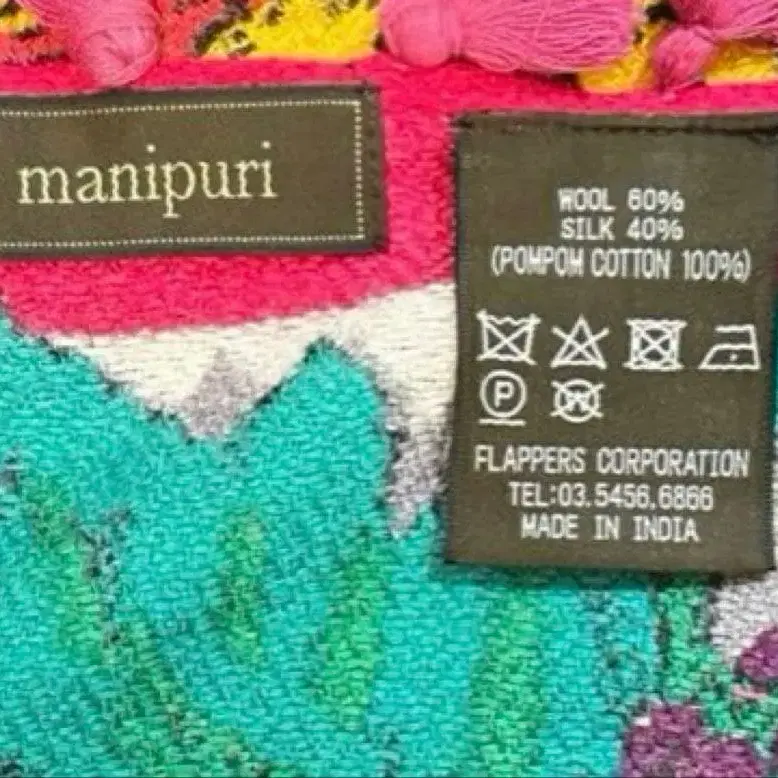 manipuri
WOOL 60%
SILK 40%
(POMPOM COTTON 100%)
P
W
FLAPPERS CORPORATION
TEL:03.5456.6866
MADE IN INDIA